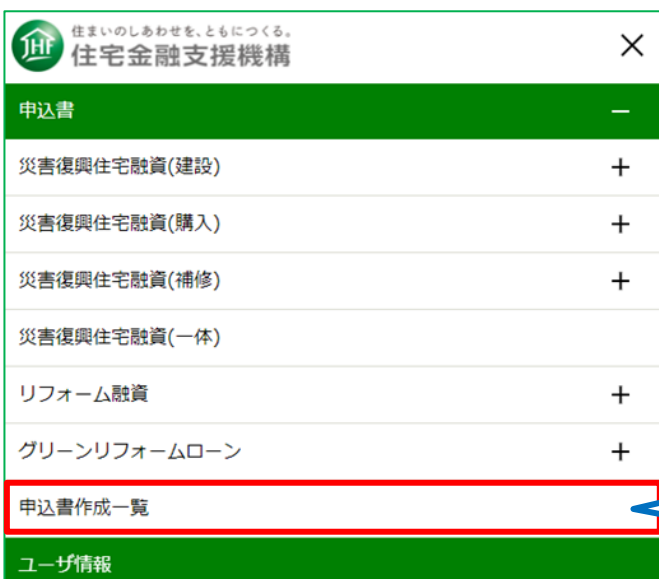 住まいのしあわせを、ともにつくる。
JHF 住宅金融支援機構
申込書
災害復興住宅融資(建設)
災害復興住宅融資(購入)
災害復興住宅融資(補修)
災害復興住宅融資(一体)
リフォーム融資
グリーンリフォームローン
申込書作成一覧
ユーザ情報